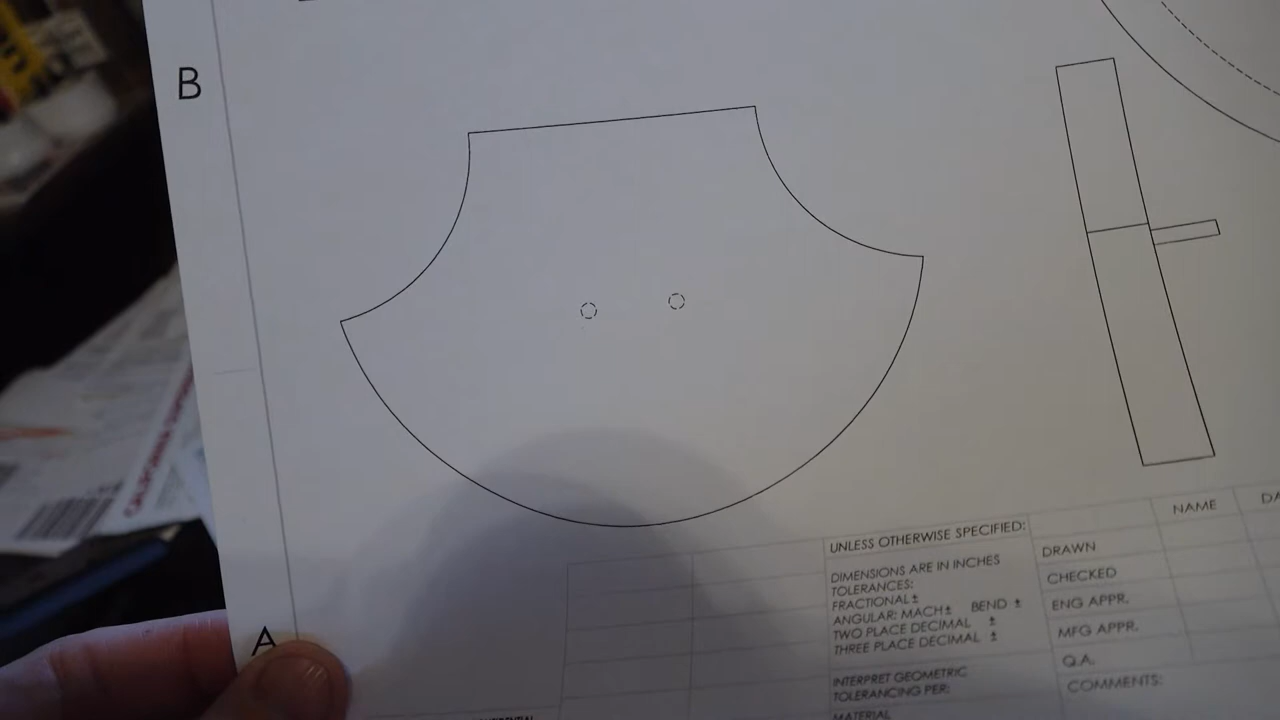 B
A
UNLESS OTHERWISE SPECIFIED:
DIMENSIONS ARE IN INCHES
TOLERANCES:
FRACTIONAL ±
ANGULAR: MACH± BEND ±
TWO PLACE DECIMAL ±
THREE PLACE DECIMAL ±
INTERPRET GEOMETRIC
TOLERANCING PER:
MATERIAL
NAME
DRAWN
CHECKED
ENG APPR.
MFG APPR.
Q.A.
COMMENTS:
CALIFORNIA